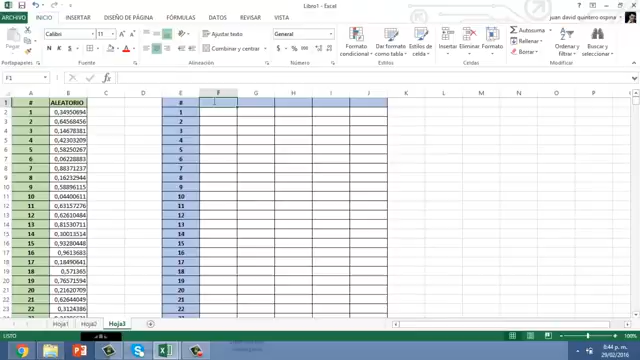 Libro1 - Excel
ARCHIVO INICIO INSERTAR DISEÑO DE PÁGINA FÓRMULAS DATOS REVISAR VISTA juan david quintero ospina
Pegar Calibri 11 Ajustar texto General Formato condicional Dar formato como tabla Estilos de celda Insertar Eliminar Formato Autosuma Rellenar Borrar Ordenar y filtrar Buscar y seleccionar
Combinar y centrar
Portapapeles Fuente Alineación Número Estilos Celdas Modificar
F1
A B C D E F G H I J K L M N O P
1 # ALEATORIO #
2 1 0,34950694 1
3 2 0,64568456 2
4 3 0,14678381 3
5 4 0,42303209 4
6 5 0,58250267 5
7 6 0,06228883 6
8 7 0,88371237 7
9 8 0,16232944 8
10 9 0,58896115 9
11 10 0,04400611 10
12 11 0,63157276 11
13 12 0,62610484 12
14 13 0,81530711 13
15 14 0,30013514 14
16 15 0,93280448 15
17 16 0,9613683 16
18 17 0,18490641 17
19 18 0,571365 18
20 19 0,76571594 19
21 20 0,21620709 20
22 21 0,62644049 21
23 22 0,3124386 22
Hoja1 Hoja2 Hoja3
LISTO 100%
8:44 p. m.
29/02/2016